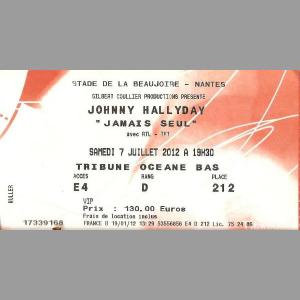 STADE DE LA BEAUJOIRE - NANTES
GILBERT COULLIER PRODUCTIONS PRESENTE
JOHNNY HALLYDAY
"JAMAIS SEUL"
avec RTL - TF1
SAMEDI 7 JUILLET 2012 A 19H30
TRIBUNE OCEANE BAS
ACCES RANG PLACE
E4 D 212
VIP
Prix : 130,00 Euros
Frais de location inclus
17339168